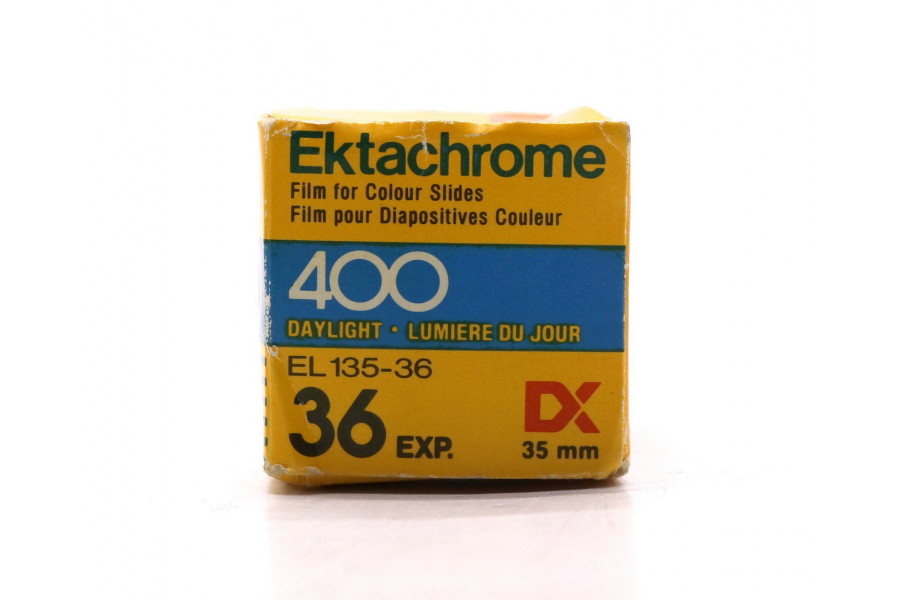 Ektachrome
Film for Colour Slides
Film pour Diapositives Couleur
400
DAYLIGHT · LUMIERE DU JOUR
EL 135-36
36 EXP.
DX
35 mm